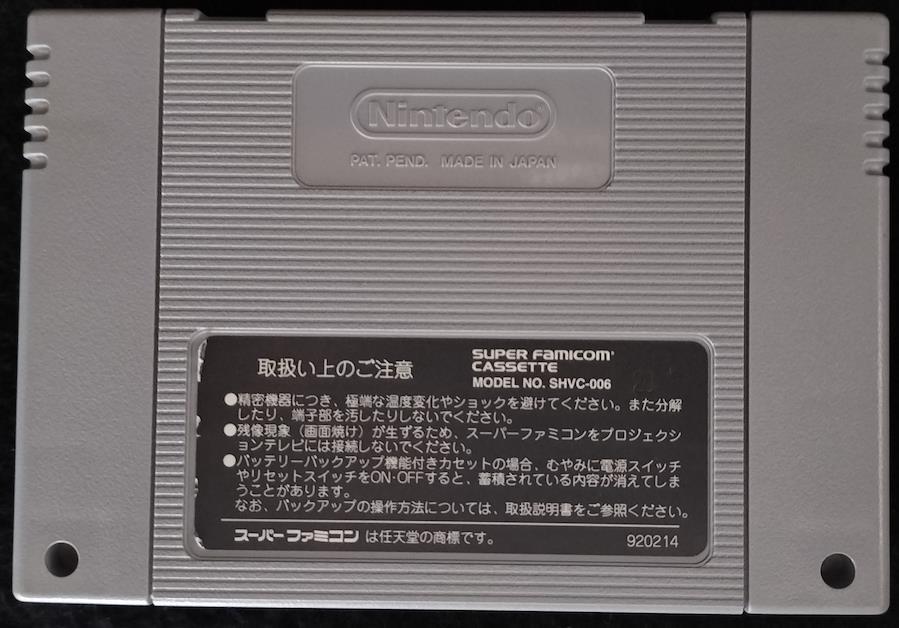 Nintendo®
PAT. PEND. MADE IN JAPAN
取扱い上のご注意
SUPER FAMICOM
CASSETTE
MODEL NO. SHVC-006
●精密機器につき、極端な温度変化やショックを避けてください。また分解
したり、端子部を汚したりしないでください。
●残像現象（画面焼け）が生ずるため、スーパーファミコンをプロジェクシ
ョンテレビには接続しないでください。
●バッテリーバックアップ機能付きカセットの場合、むやみに電源スイッチ
やリセットスイッチをON・OFFすると、蓄積されている内容が消えてしま
うことがあります。
なお、バックアップの操作方法については、取扱説明書をご参照ください。
スーパーファミコンは任天堂の商標です。
920214